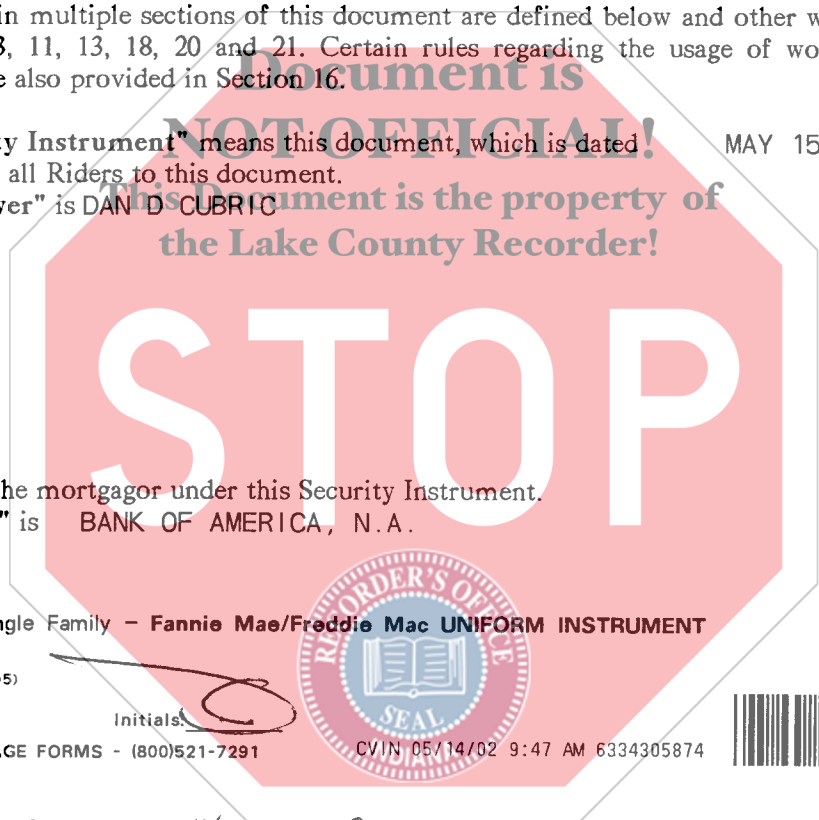 in multiple sections of this document are defined below and other w
3, 11, 13, 18, 20 and 21. Certain rules regarding the usage of wo
e also provided in Section 16.
Document is
NOT OFFICIAL!
y Instrument" means this document, which is dated MAY 15
all Riders to this document.
This Document is the property of
er" is DAN D CUBRIC
the Lake County Recorder!
STOP
he mortgagor under this Security Instrument.
" is BANK OF AMERICA, N.A.
RECORDER'S OFFICE
ngle Family – Fannie Mae/Freddie Mac UNIFORM INSTRUMENT
5)
SEAL
Initials:
INDIANA
GE FORMS - (800)521-7291 CVIN 05/14/02 9:47 AM 6334305874